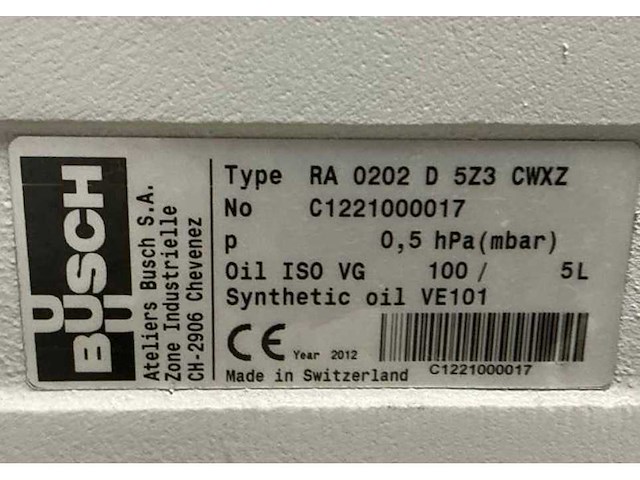 BUSCH
Ateliers Busch S.A.
Zone Industrielle
CH-2906 Chevenez
Type RA 0202 D 5Z3 CWXZ
No C1221000017
p 0,5 hPa(mbar)
Oil ISO VG 100 / 5L
Synthetic oil VE101
CE Year 2012
Made in Switzerland
C1221000017